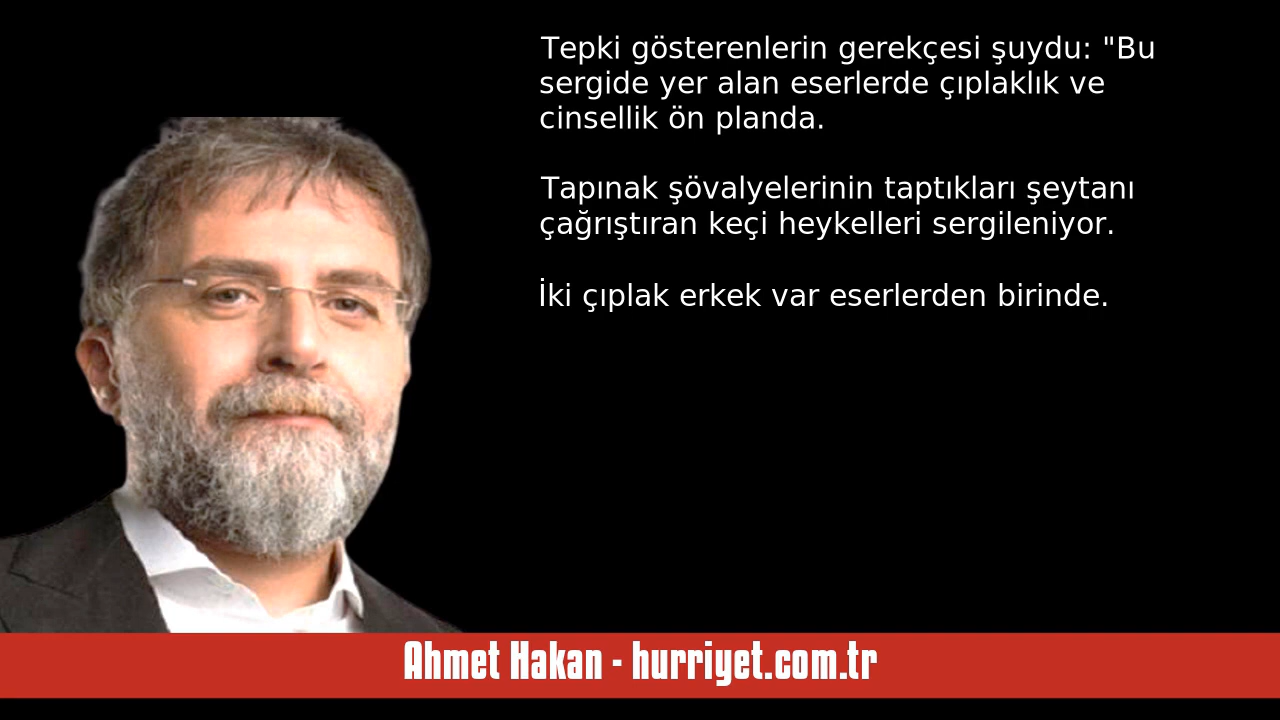 Tepki gösterenlerin gerekçesi şuydu: "Bu
sergide yer alan eserlerde çıplaklık ve
cinsellik ön planda.
Tapınak şövalyelerinin taptıkları şeytanı
çağrıştıran keçi heykelleri sergileniyor.
İki çıplak erkek var eserlerden birinde.
Ahmet Hakan - hurriyet.com.tr